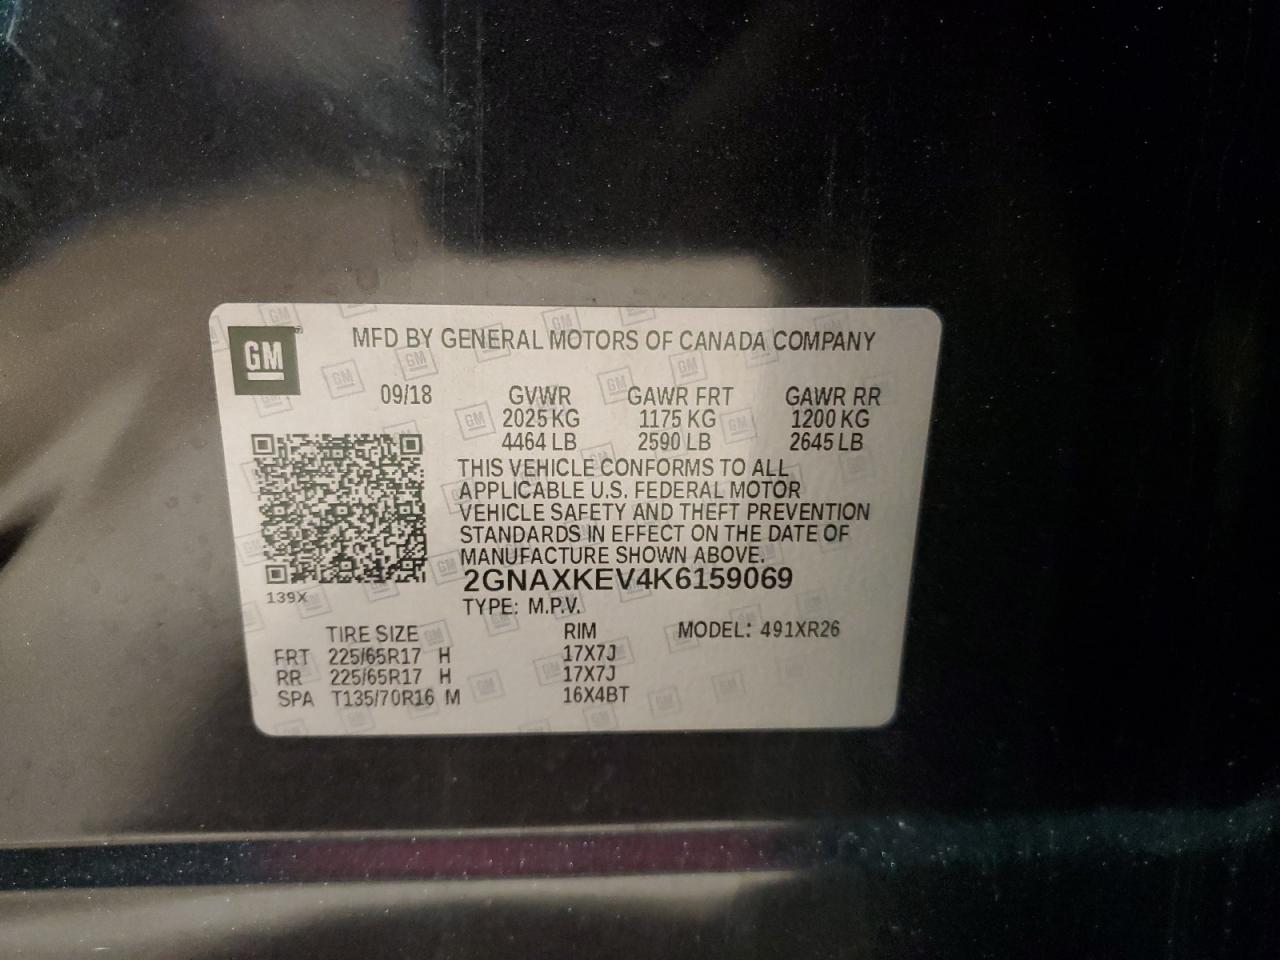 GM
MFD BY GENERAL MOTORS OF CANADA COMPANY
09/18 GVWR GAWR FRT GAWR RR
2025 KG 1175 KG 1200 KG
4464 LB 2590 LB 2645 LB
THIS VEHICLE CONFORMS TO ALL
APPLICABLE U.S. FEDERAL MOTOR
VEHICLE SAFETY AND THEFT PREVENTION
STANDARDS IN EFFECT ON THE DATE OF
MANUFACTURE SHOWN ABOVE.
2GNAXKEV4K6159069
139X
TYPE: M.P.V.
TIRE SIZE RIM MODEL: 491XR26
FRT 225/65R17 H 17X7J
RR 225/65R17 H 17X7J
SPA T135/70R16 M 16X4BT